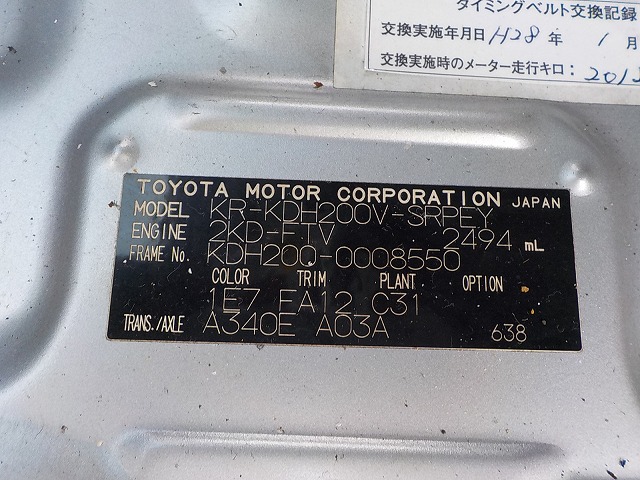 タイミングベルト交換記録
交換実施年月日 H28 年 1 月
交換実施時のメーター走行キロ：
TOYOTA MOTOR CORPORATION JAPAN
MODEL KR-KDH200V-SRPEY
ENGINE 2KD-FTV 2494 mL
FRAME No. KDH200-0008550
COLOR TRIM PLANT OPTION
1E7 FA12 C31
TRANS./AXLE A340E A03A 638